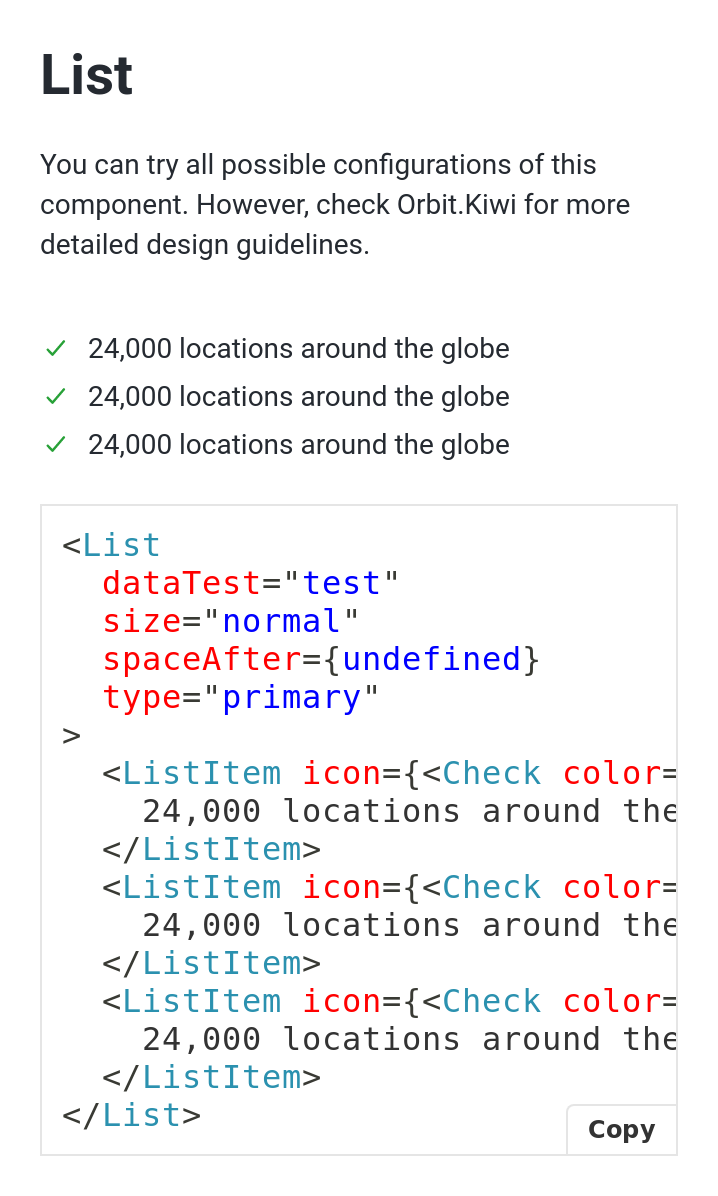 List
You can try all possible configurations of this
component. However, check Orbit.Kiwi for more
detailed design guidelines.
24,000 locations around the globe
24,000 locations around the globe
24,000 locations around the globe
<List
  dataTest="test"
  size="normal"
  spaceAfter={undefined}
  type="primary"
>
  <ListItem icon={<Check color=
    24,000 locations around the
  </ListItem>
  <ListItem icon={<Check color=
    24,000 locations around the
  </ListItem>
  <ListItem icon={<Check color=
    24,000 locations around the
  </ListItem>
</List>
Copy